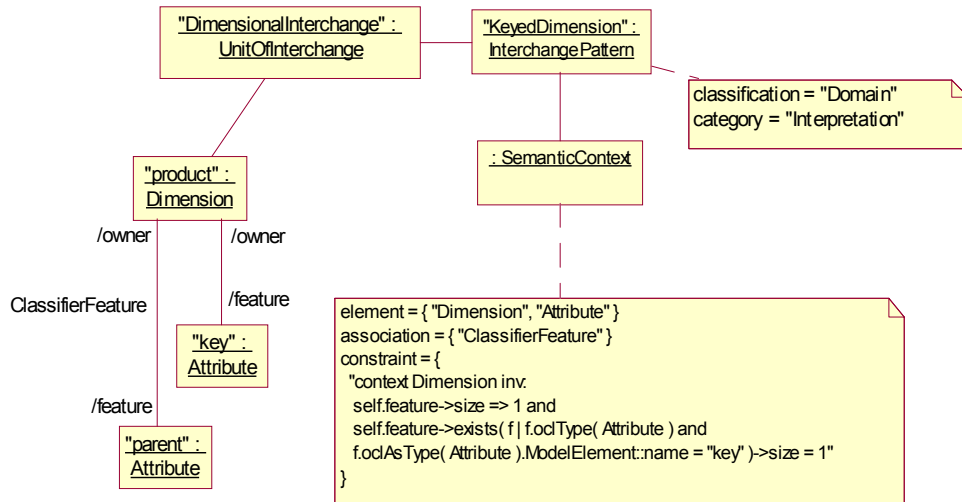 "DimensionalInterchange" :
UnitOfInterchange
"KeyedDimension" :
InterchangePattern
classification = "Domain"
category = "Interpretation"
: SemanticContext
"product" :
Dimension
/owner
/owner
ClassifierFeature
/feature
"key" :
Attribute
/feature
"parent" :
Attribute
element = { "Dimension", "Attribute" }
association = { "ClassifierFeature" }
constraint = {
"context Dimension inv:
self.feature->size => 1 and
self.feature->exists( f | f.oclType( Attribute ) and
f.oclAsType( Attribute ).ModelElement::name = "key" )->size = 1"
}